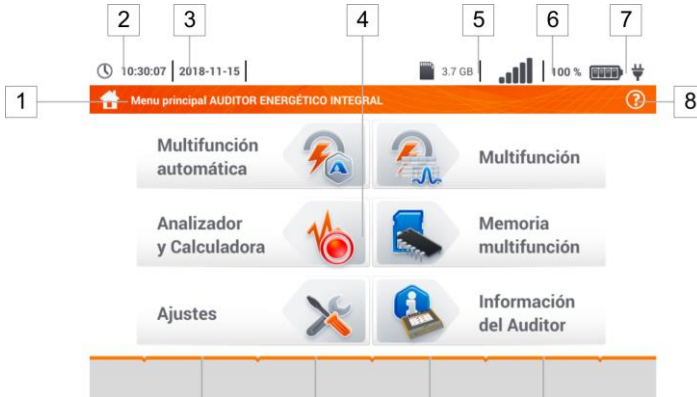 2
3
4
5
6
7
10:30:07 2018-11-15 3.7 GB 100 %
1
Menu principal AUDITOR ENERGÉTICO INTEGRAL
?
8
Multifunción
automática
A
Multifunción
Analizador
y Calculadora
Memoria
multifunción
Ajustes
Información
del Auditor